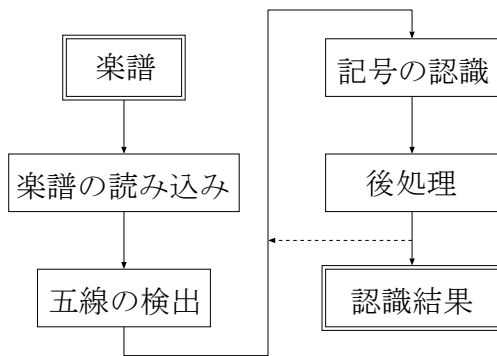 楽譜
楽譜の読み込み
五線の検出
記号の認識
後処理
認識結果